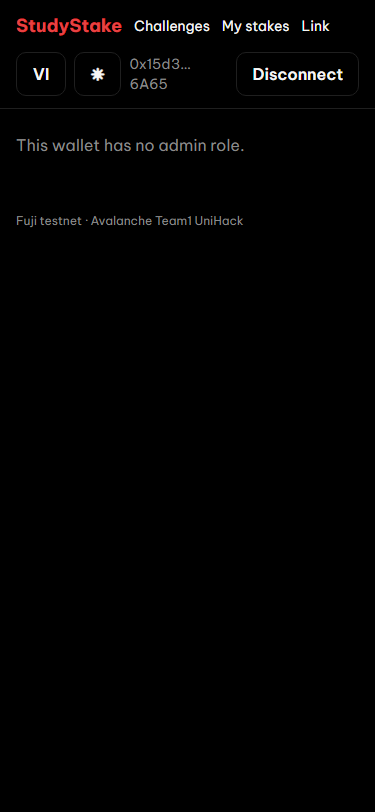 StudyStake Challenges My stakes Link
VI 0x15d3... Disconnect
6A65
This wallet has no admin role.
Fuji testnet · Avalanche Team1 UniHack